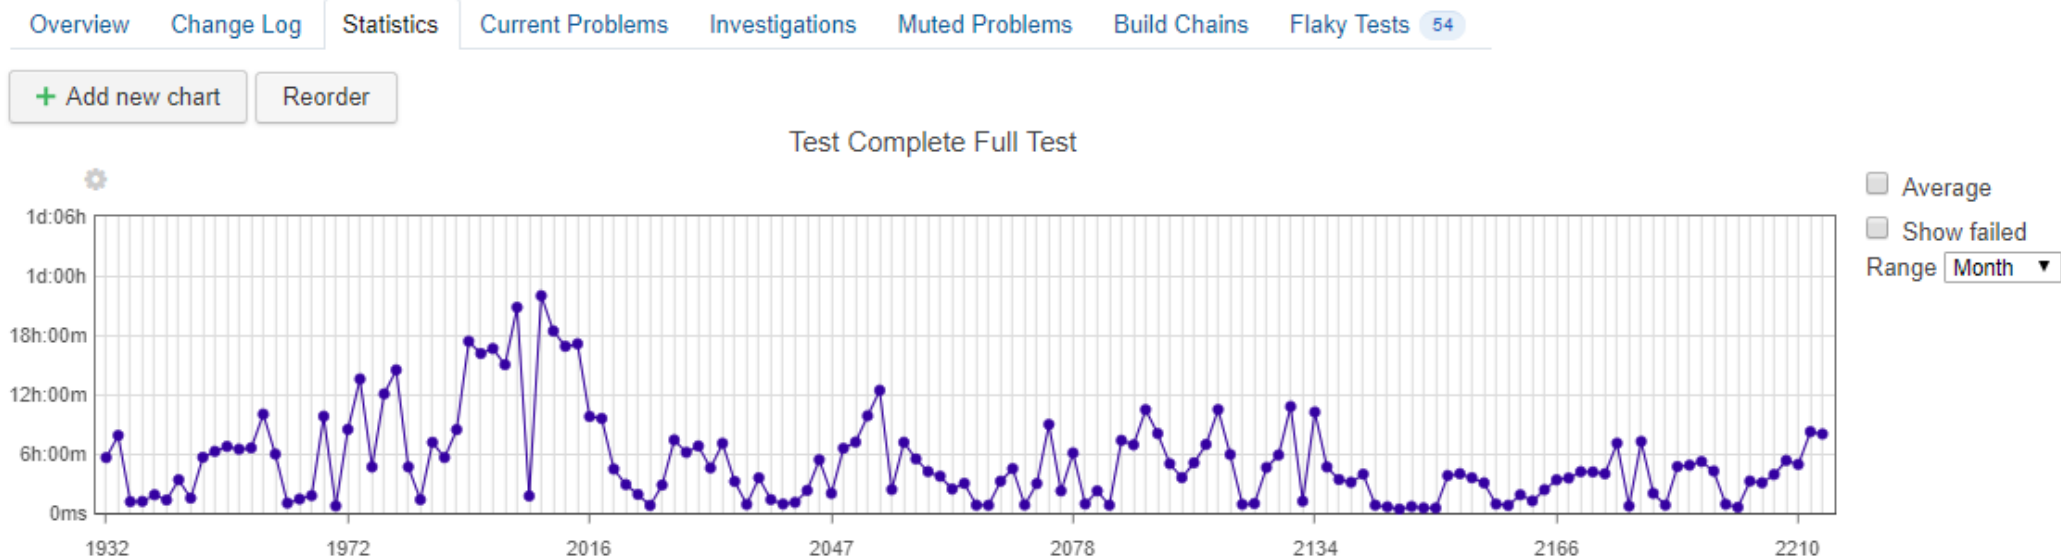 Overview Change Log Statistics Current Problems Investigations Muted Problems Build Chains Flaky Tests 54
+ Add new chart Reorder
Test Complete Full Test
Average
Show failed
Range Month
1d:06h
1d:00h
18h:00m
12h:00m
6h:00m
0ms
1932 1972 2016 2047 2078 2134 2166 2210